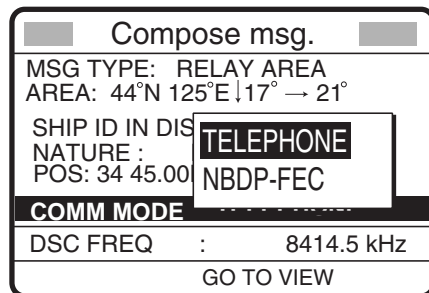 Compose msg.
MSG TYPE: RELAY AREA
AREA: 44°N 125°E↓17° → 21°
SHIP ID IN DIS
NATURE :
POS: 34 45.00
TELEPHONE
NBDP-FEC
COMM MODE
DSC FREQ : 8414.5 kHz
GO TO VIEW